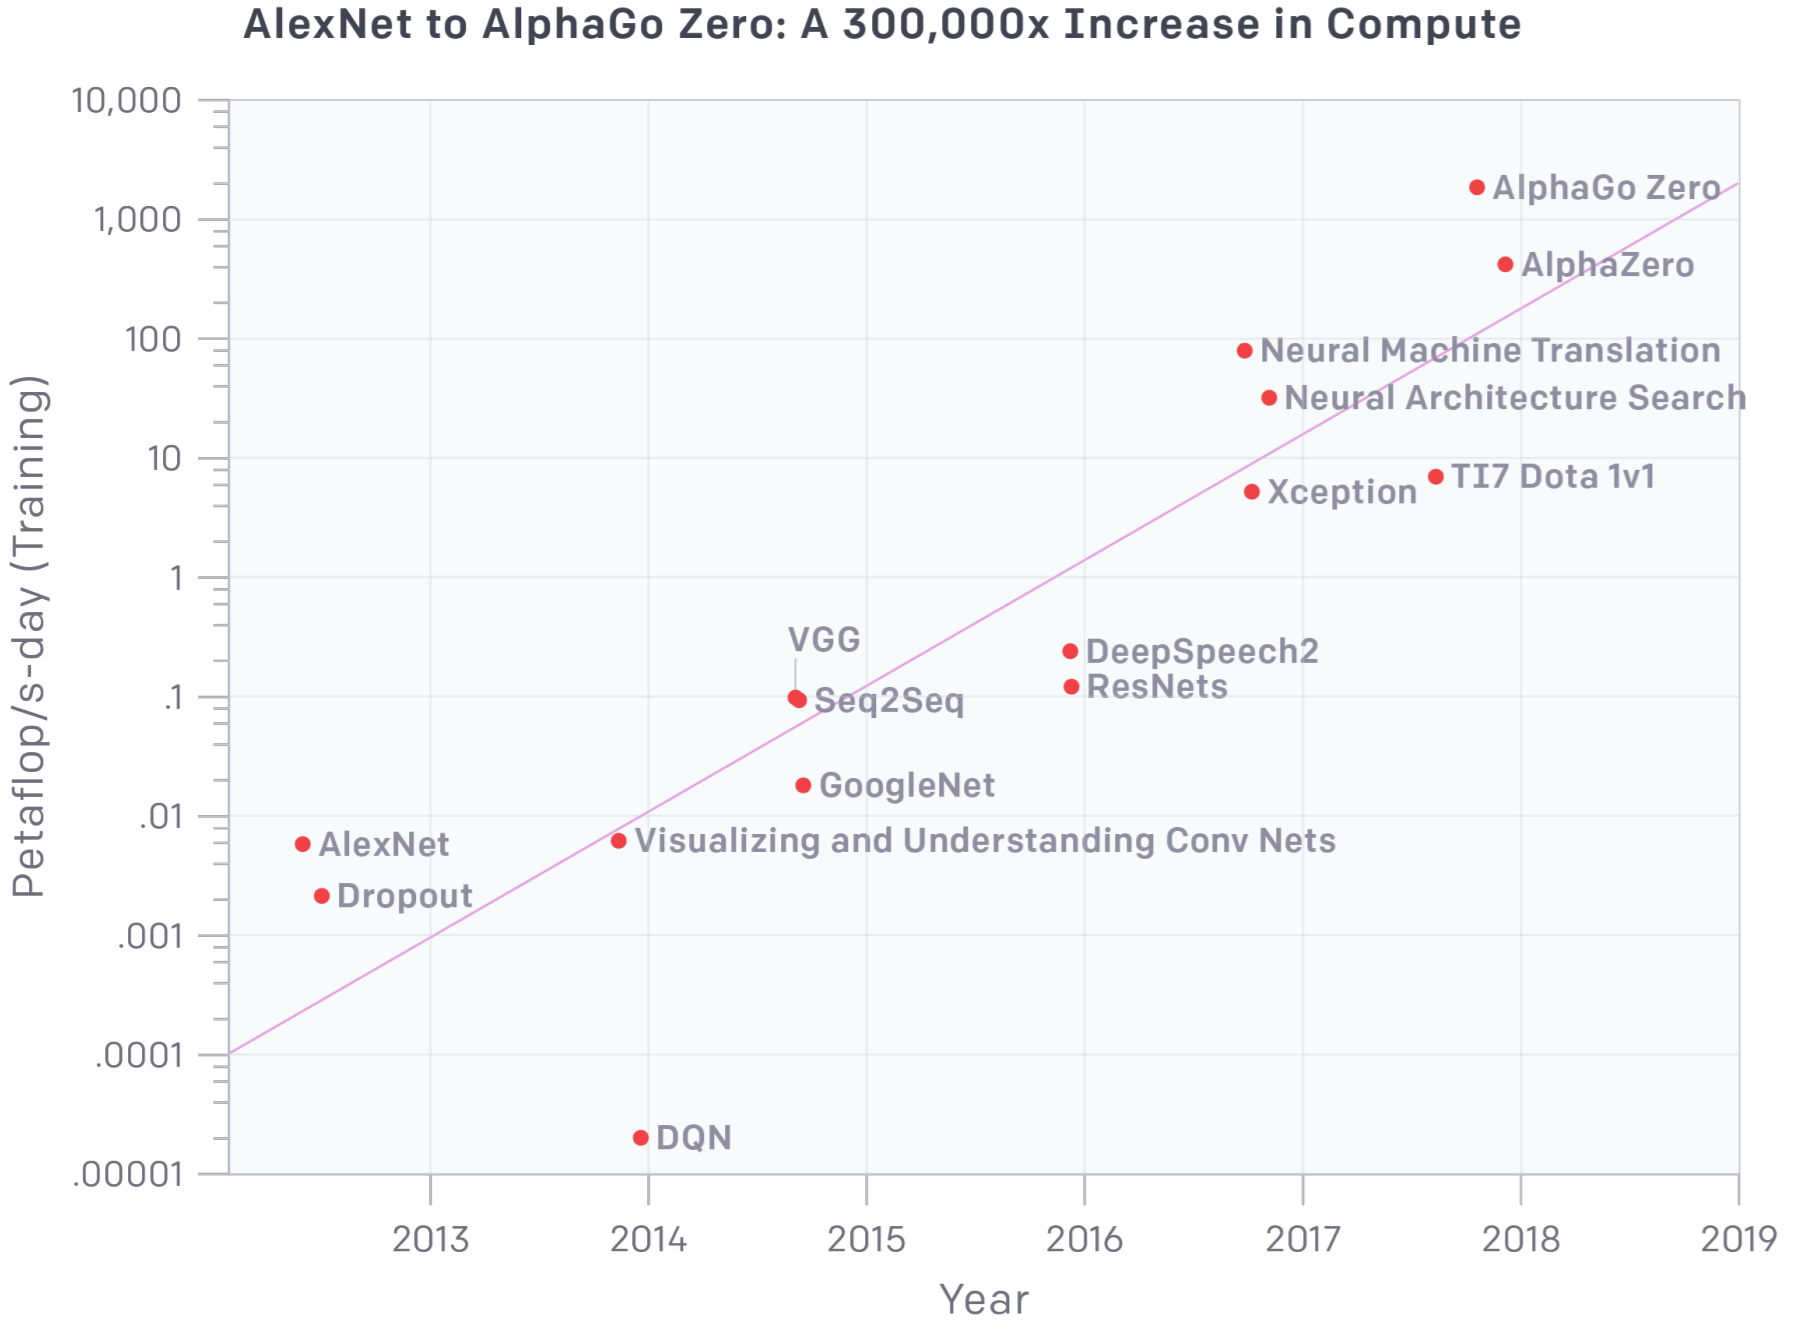 AlexNet to AlphaGo Zero: A 300,000x Increase in Compute
10,000
1,000
100
10
1
.1
.01
.001
.0001
.00001
Petaflop/s-day (Training)
AlphaGo Zero
AlphaZero
Neural Machine Translation
Neural Architecture Search
TI7 Dota 1v1
Xception
VGG
DeepSpeech2
ResNets
Seq2Seq
GoogleNet
Visualizing and Understanding Conv Nets
AlexNet
Dropout
DQN
2013
2014
2015
2016
2017
2018
2019
Year